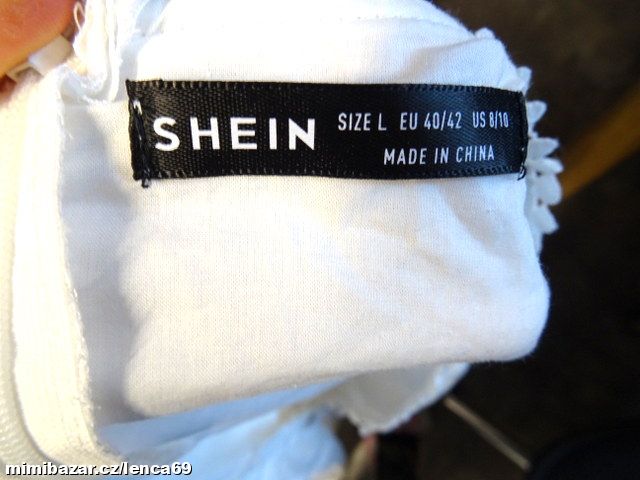 SHEIN SIZE L EU 40/42 US 8/10
MADE IN CHINA
mimibazar.cz/lenca69